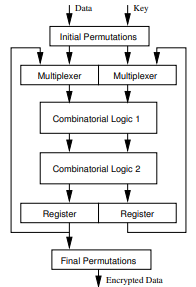 Data Key
Initial Permutations
Multiplexer Multiplexer
Combinatorial Logic 1
Combinatorial Logic 2
Register Register
Final Permutations
Encrypted Data